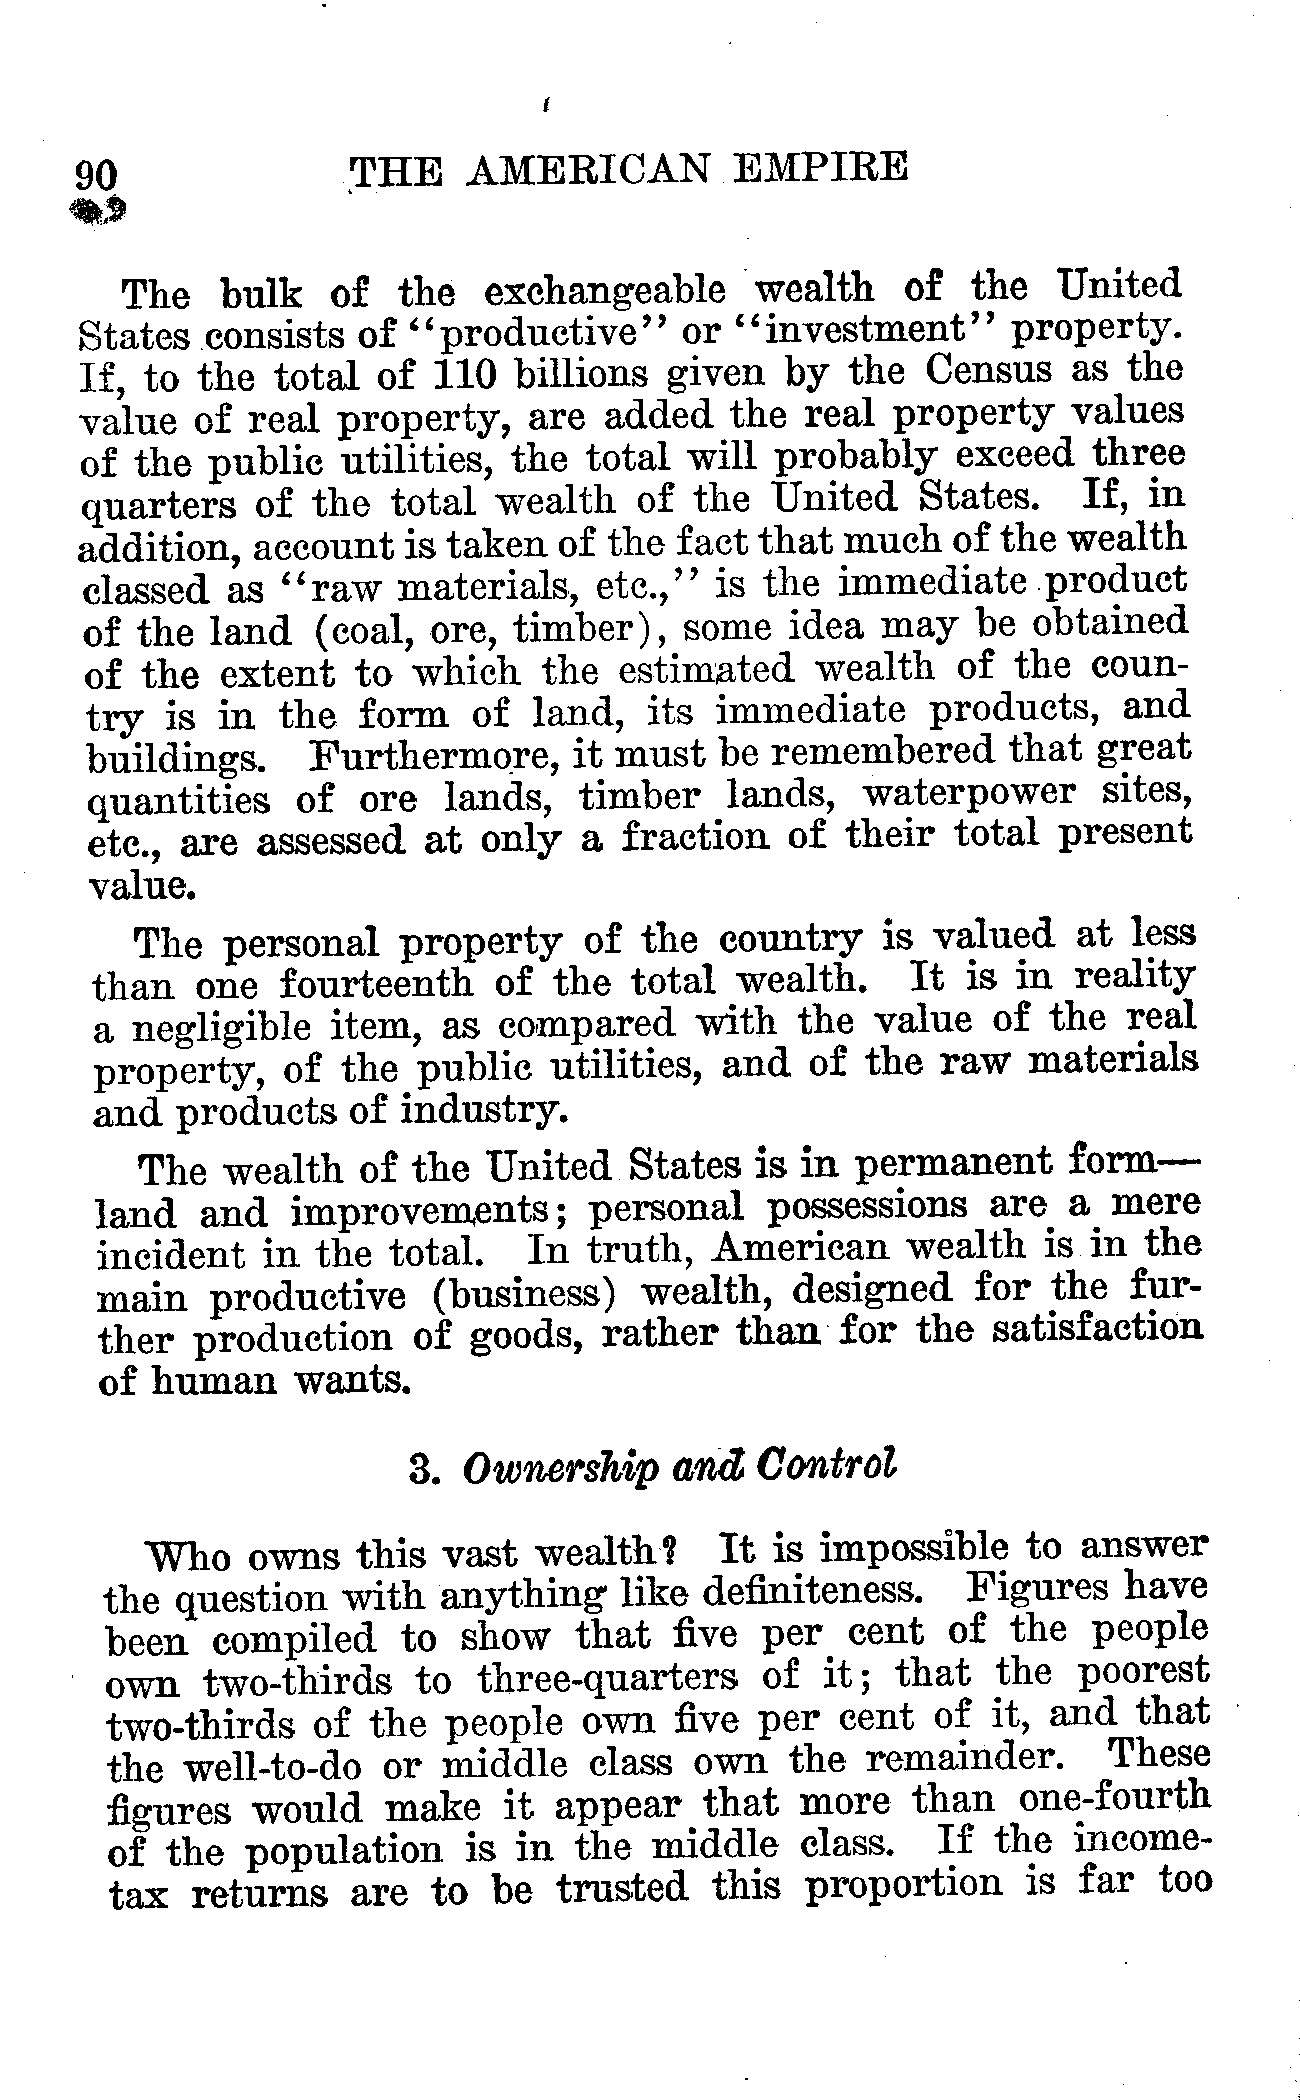 90 THE AMERICAN EMPIRE
The bulk of the exchangeable wealth of the United
States consists of "productive" or "investment" property.
If, to the total of 110 billions given by the Census as the
value of real property, are added the real property values
of the public utilities, the total will probably exceed three
quarters of the total wealth of the United States. If, in
addition, account is taken of the fact that much of the wealth
classed as "raw materials, etc.," is the immediate product
of the land (coal, ore, timber), some idea may be obtained
of the extent to which the estimated wealth of the coun-
try is in the form of land, its immediate products, and
buildings. Furthermore, it must be remembered that great
quantities of ore lands, timber lands, waterpower sites,
etc., are assessed at only a fraction of their total present
value.
The personal property of the country is valued at less
than one fourteenth of the total wealth. It is in reality
a negligible item, as compared with the value of the real
property, of the public utilities, and of the raw materials
and products of industry.
The wealth of the United States is in permanent form—
land and improvements; personal possessions are a mere
incident in the total. In truth, American wealth is in the
main productive (business) wealth, designed for the fur-
ther production of goods, rather than for the satisfaction
of human wants.
3. Ownership and Control
Who owns this vast wealth? It is impossible to answer
the question with anything like definiteness. Figures have
been compiled to show that five per cent of the people
own two-thirds to three-quarters of it; that the poorest
two-thirds of the people own five per cent of it, and that
the well-to-do or middle class own the remainder. These
figures would make it appear that more than one-fourth
of the population is in the middle class. If the income-
tax returns are to be trusted this proportion is far too